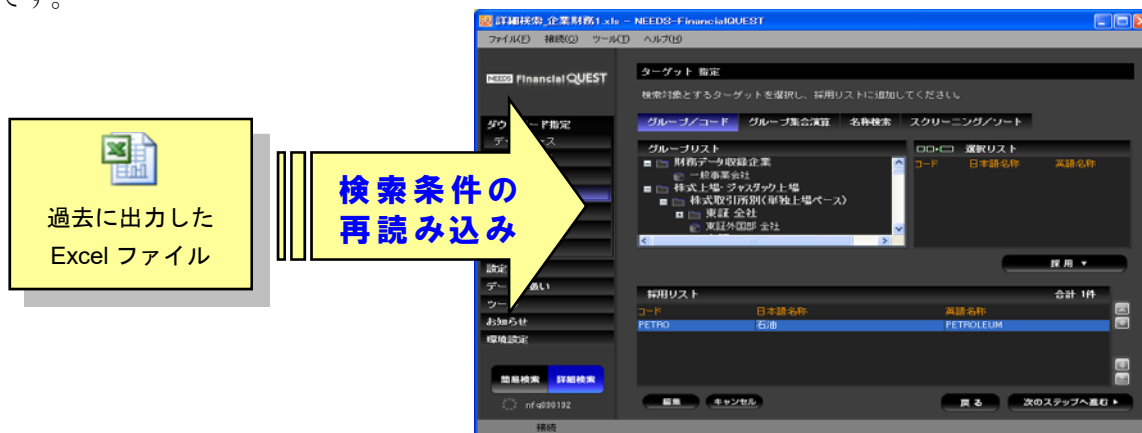 です。
詳細検索_企業財務1.xls - NEEDS-FinancialQUEST
ファイル(F) 接続(C) ツール(T) ヘルプ(H)
NEEDS Financial QUEST
ターゲット 指定
検索対象とするターゲットを選択し、採用リストに追加してください。
グループ/コード グループ集合演算 名称検索 スクリーニング/ソート
グループリスト
財務データ収録企業
一般事業会社
株式上場・ジャスダック上場
株式取引所別(単独上場ベース)
東証 全社
東証外国部 全社
選択リスト
コード 日本語名称 英語名称
採用
採用リスト 合計 1件
コード 日本語名称 英語名称
PETRO 石油 PETROLEUM
編集 キャンセル 戻る 次のステップへ進む
過去に出力した
Excel ファイル
検索条件の
再読み込み
お知らせ
環境設定
簡易検索 詳細検索
接続